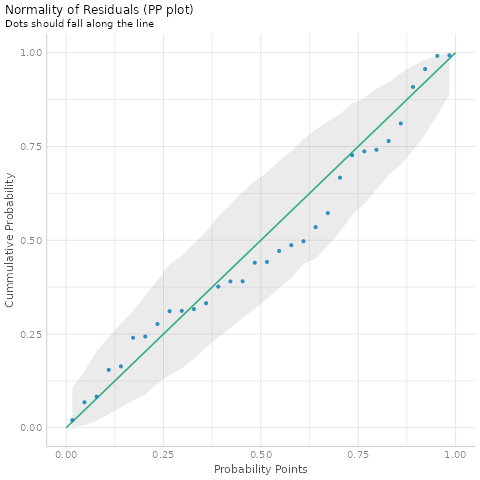 Normality of Residuals (PP plot)
Dots should fall along the line
1.00
0.75
0.50
0.25
0.00
Cummulative Probability
0.00 0.25 0.50 0.75 1.00
Probability Points